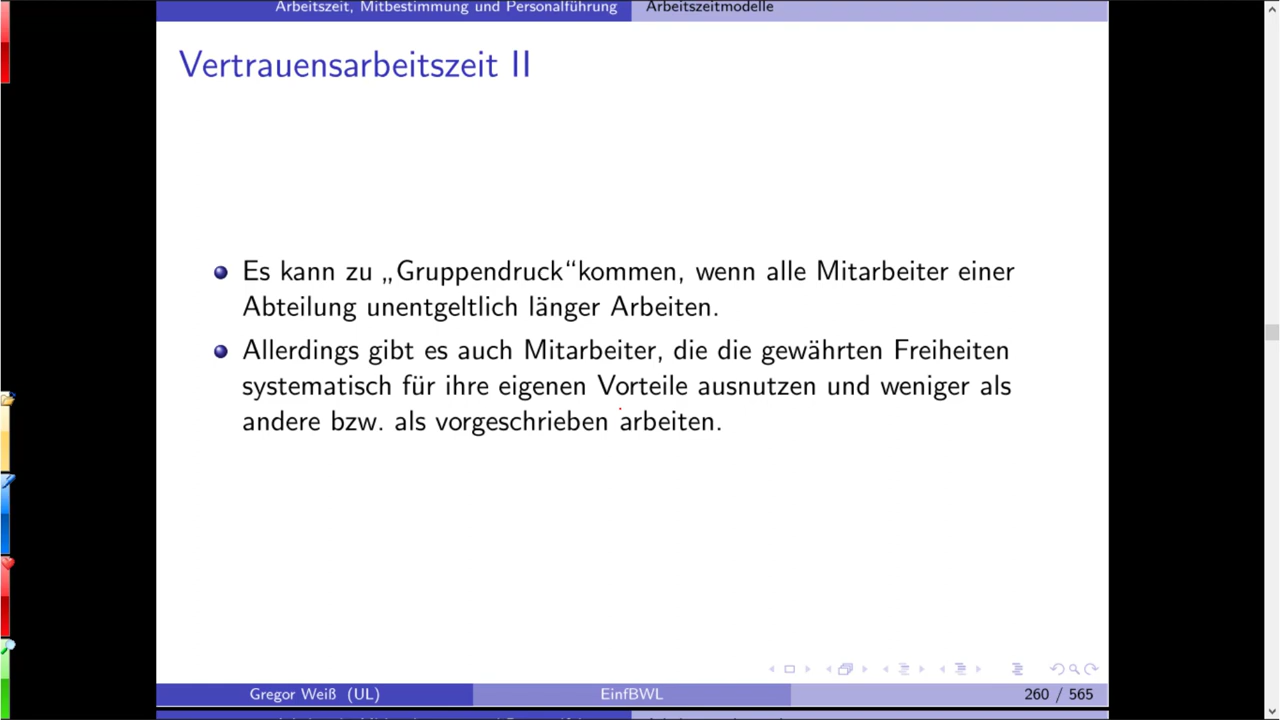 Arbeitszeit, Mitbestimmung und Personalführung Arbeitszeitmodelle
Vertrauensarbeitszeit II
Es kann zu „Gruppendruck“kommen, wenn alle Mitarbeiter einer
Abteilung unentgeltlich länger Arbeiten.
Allerdings gibt es auch Mitarbeiter, die die gewährten Freiheiten
systematisch für ihre eigenen Vorteile ausnutzen und weniger als
andere bzw. als vorgeschrieben arbeiten.
Gregor Weiß (UL) EinfBWL 260 / 565